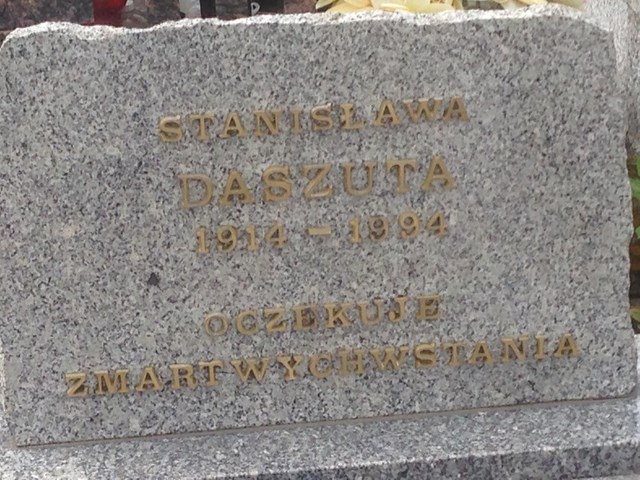 STANISŁAWA
DASZUTA
1914 - 1994
OCZEKUJE
ZMARTWYCHWSTANIA